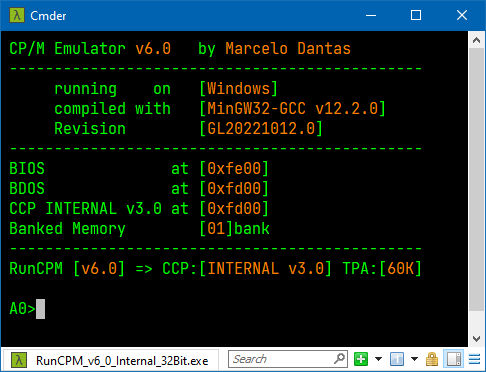 Cmder
CP/M Emulator v6.0 by Marcelo Dantas
----------------------------------------------
running on [Windows]
compiled with [MinGW32-GCC v12.2.0]
Revision [GL20221012.0]
----------------------------------------------
BIOS at [0xfe00]
BDOS at [0xfd00]
CCP INTERNAL v3.0 at [0xfd00]
Banked Memory [01]bank
----------------------------------------------
RunCPM [v6.0] => CCP:[INTERNAL v3.0] TPA:[60K]
A0>
RunCPM_v6_0_Internal_32Bit.exe
Search